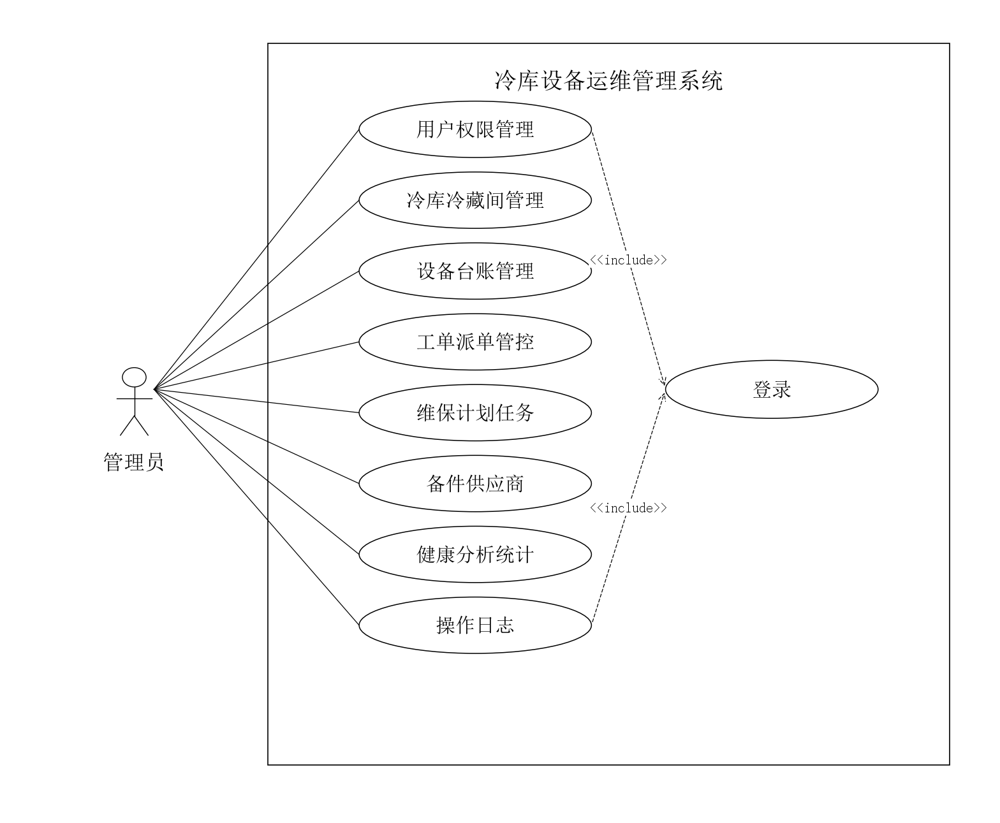 冷库设备运维管理系统
用户权限管理
冷库冷藏间管理
设备台账管理
<<include>>
工单派单管控
登录
维保计划任务
管理员
备件供应商
<<include>>
健康分析统计
操作日志